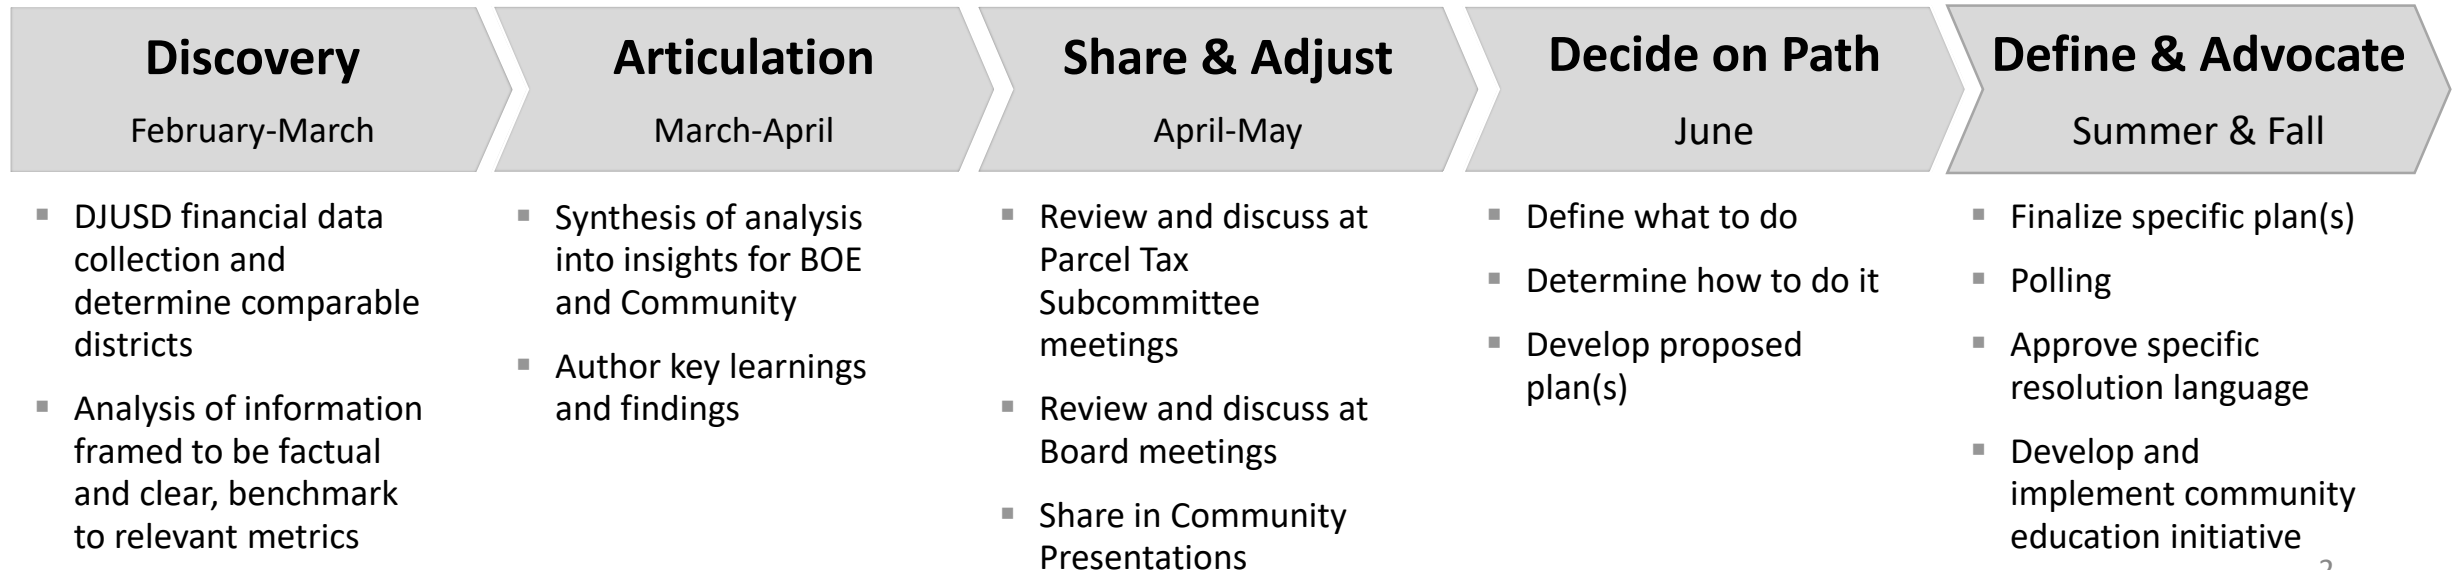 Discovery
February-March
DJUSD financial data
collection and
determine comparable
districts
Analysis of information
framed to be factual
and clear, benchmark
to relevant metrics
Articulation
March-April
Synthesis of analysis
into insights for BOE
and Community
Author key learnings
and findings
Share & Adjust
April-May
Review and discuss at
Parcel Tax
Subcommittee
meetings
Review and discuss at
Board meetings
Share in Community
Presentations
Decide on Path
June
Define what to do
Determine how to do it
Develop proposed
plan(s)
Define & Advocate
Summer & Fall
Finalize specific plan(s)
Polling
Approve specific
resolution language
Develop and
implement community
education initiative